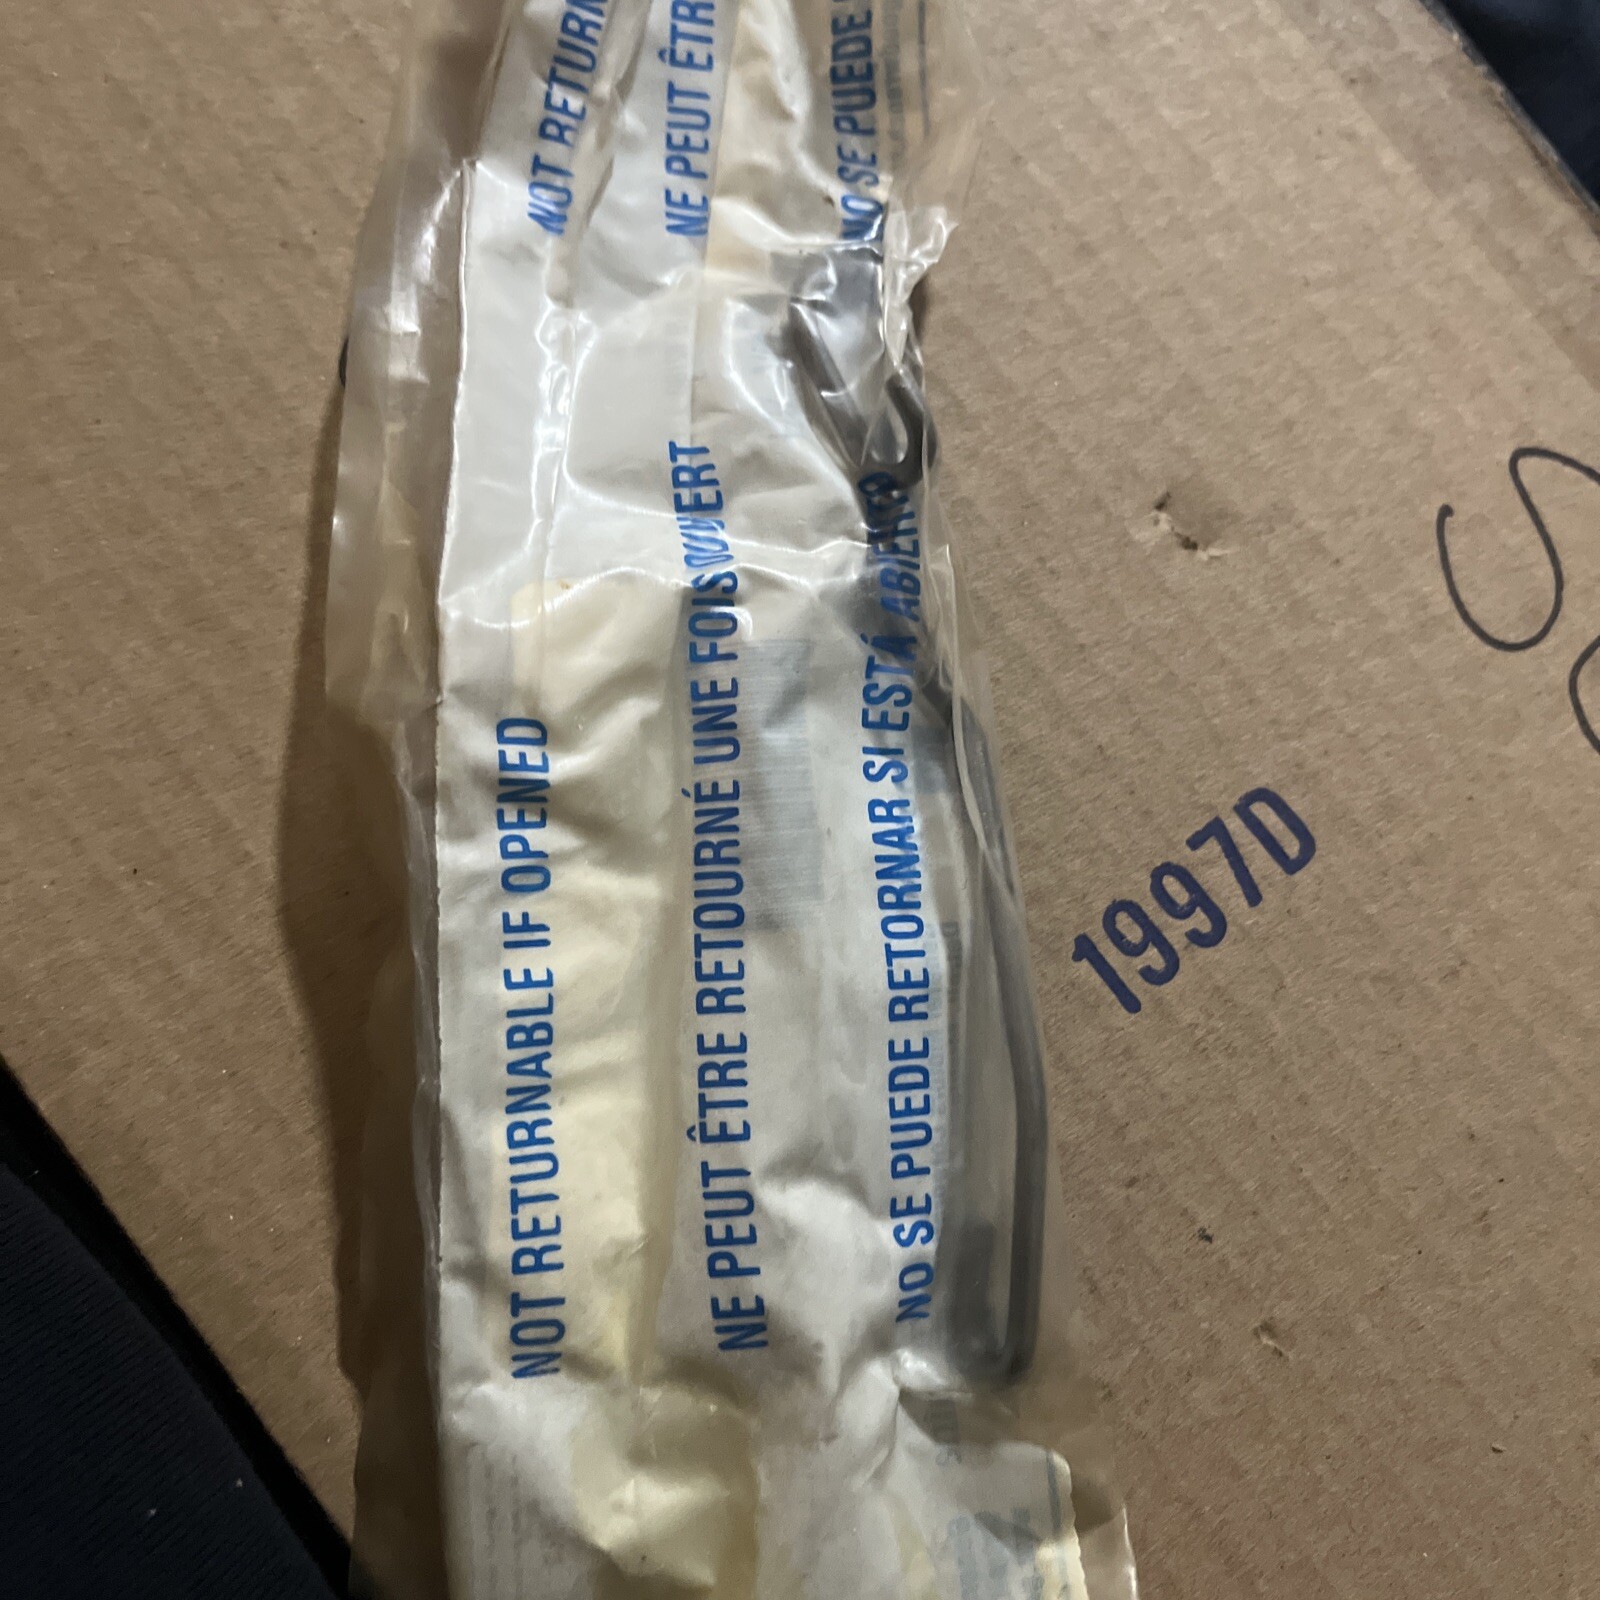 NOT RETURN
NE PEUT ÊTR
NO SE PUEDE
NOT RETURNABLE IF OPENED
NE PEUT ÊTRE RETOURNÉ UNE FOIS OUVERT
NO SE PUEDE RETORNAR SI ESTÁ ABIERTO
1997D